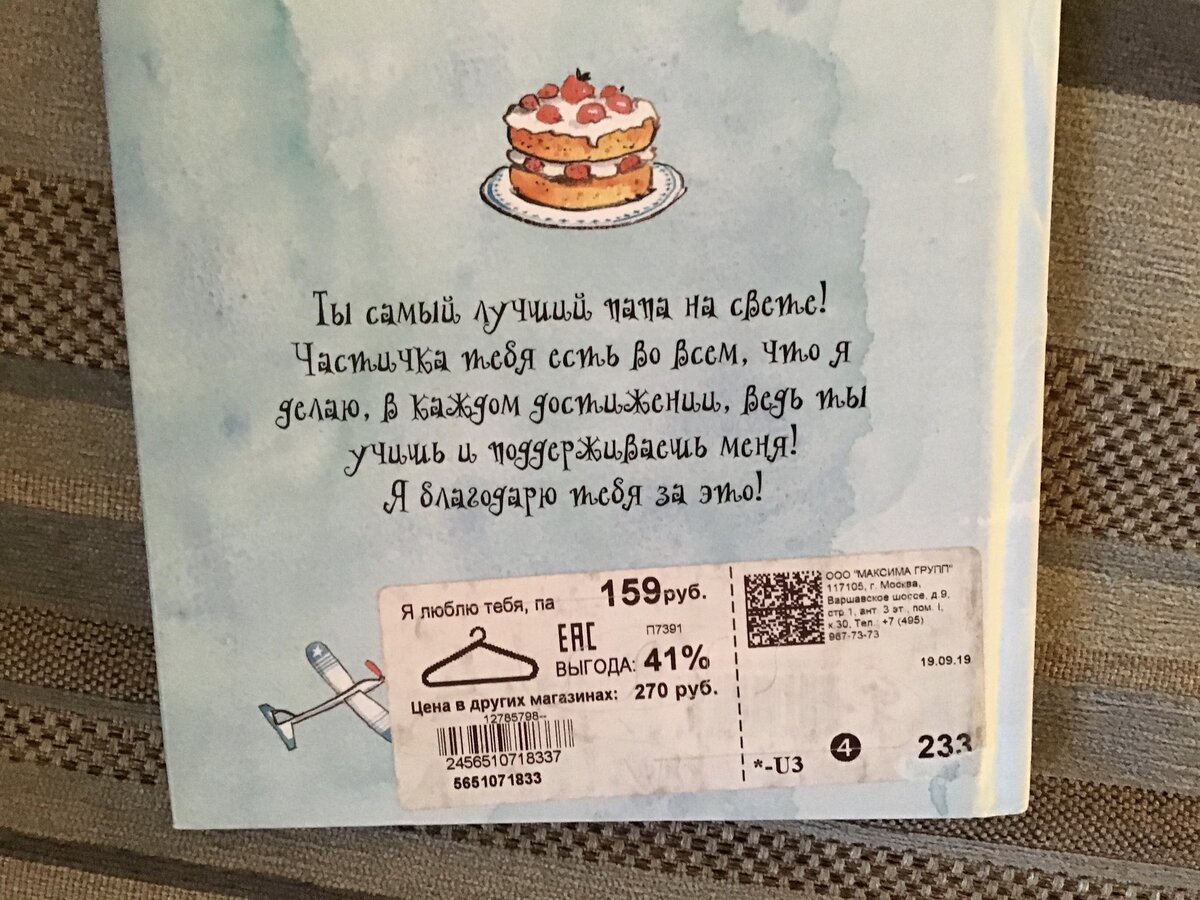 Ты самый лучший папа на свете!
Частичка тебя есть во всем, что я
делаю, в каждом достижении, ведь ты
учишь и поддерживаешь меня!
Я благодарю тебя за это!
Я люблю тебя, па
159руб.
ЕАС
П7391
ВЫГОДА: 41%
Цена в других магазинах: 270 руб.
12785798--
2456510718337
5651071833
ООО "МАКСИМА ГРУПП"
117105, г. Москва,
Варшавское шоссе, д.9,
стр.1, ант. 3 эт., пом. I,
к.30, Тел.: +7 (495)
967-73-73
19.09.19
*-U3
4
233